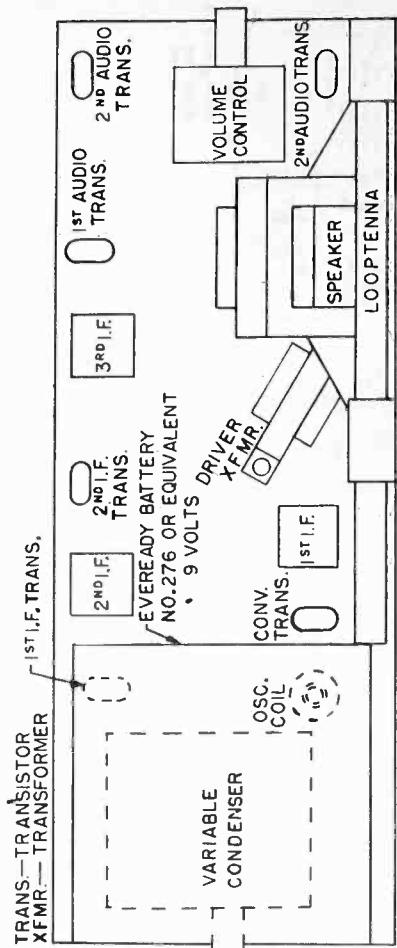 TRANS.—TRANSISTOR
XFMR.—TRANSFORMER
1ST I.F. TRANS.
2ND I.F.
2ND I.F.
TRANS.
3RD I.F.
1ST AUDIO
TRANS.
2ND AUDIO
TRANS.
EVEREADY BATTERY
NO.276 OR EQUIVALENT
9 VOLTS
VARIABLE
CONDENSER
OSC.
COIL
CONV.
TRANS.
1ST I.F.
DRIVER
XFMR.
SPEAKER
LOOPTENNA
VOLUME
CONTROL
2ND AUDIO TRANS.